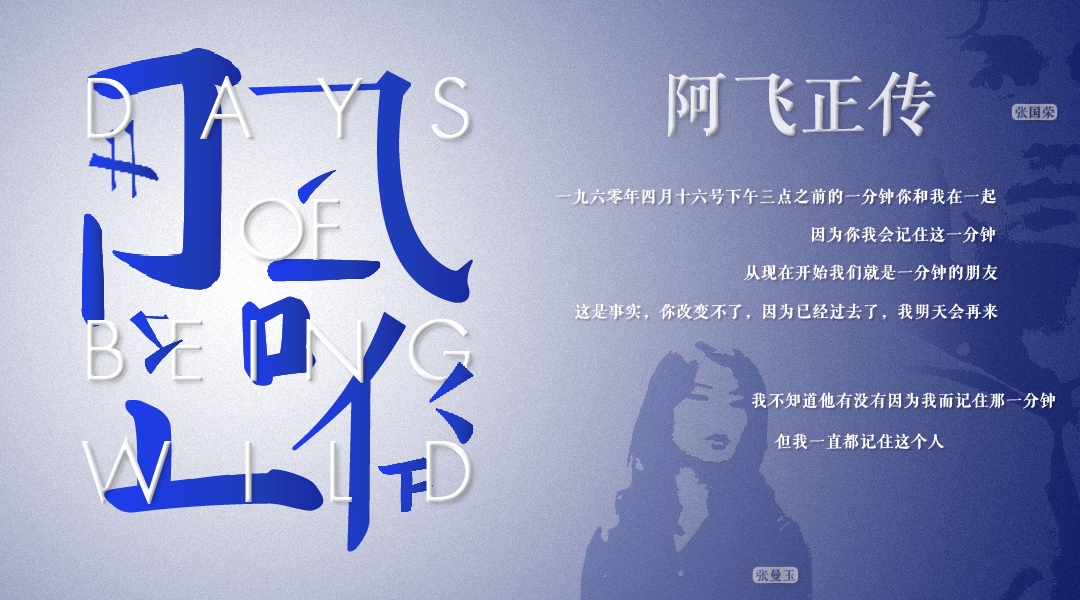 DAYS
OF
BEING
WILD
阿飞正传
张国荣
一九六零年四月十六号下午三点之前的一分钟你和我在一起
因为你我会记住这一分钟
从现在开始我们就是一分钟的朋友
这是事实，你改变不了，因为已经过去了，我明天会再来
我不知道他有没有因为我而记住那一分钟
但我一直都记住这个人
张曼玉